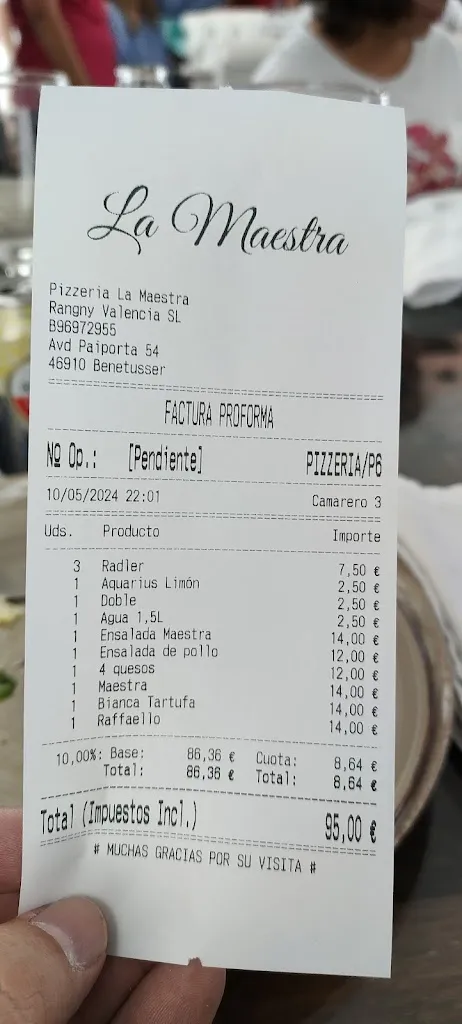 La Maestra
Pizzeria La Maestra
Rangny Valencia SL
B96972955
Avd Paiporta 54
46910 Benetusser
FACTURA PROFORMA
Nº Op.: [Pendiente] PIZZERIA/P6
10/05/2024 22:01 Camarero 3
Uds. Producto Importe
3 Radler 7,50 €
1 Aquarius Limón 2,50 €
1 Doble 2,50 €
1 Agua 1,5L 2,50 €
1 Ensalada Maestra 14,00 €
1 Ensalada de pollo 12,00 €
1 4 quesos 12,00 €
1 Maestra 14,00 €
1 Bianca Tartufa 14,00 €
1 Raffaello 14,00 €
10,00%: Base: 86,36 € Cuota: 8,64 €
Total: 86,36 € Total: 8,64 €
Total (Impuestos Incl.) 95,00 €
# MUCHAS GRACIAS POR SU VISITA #